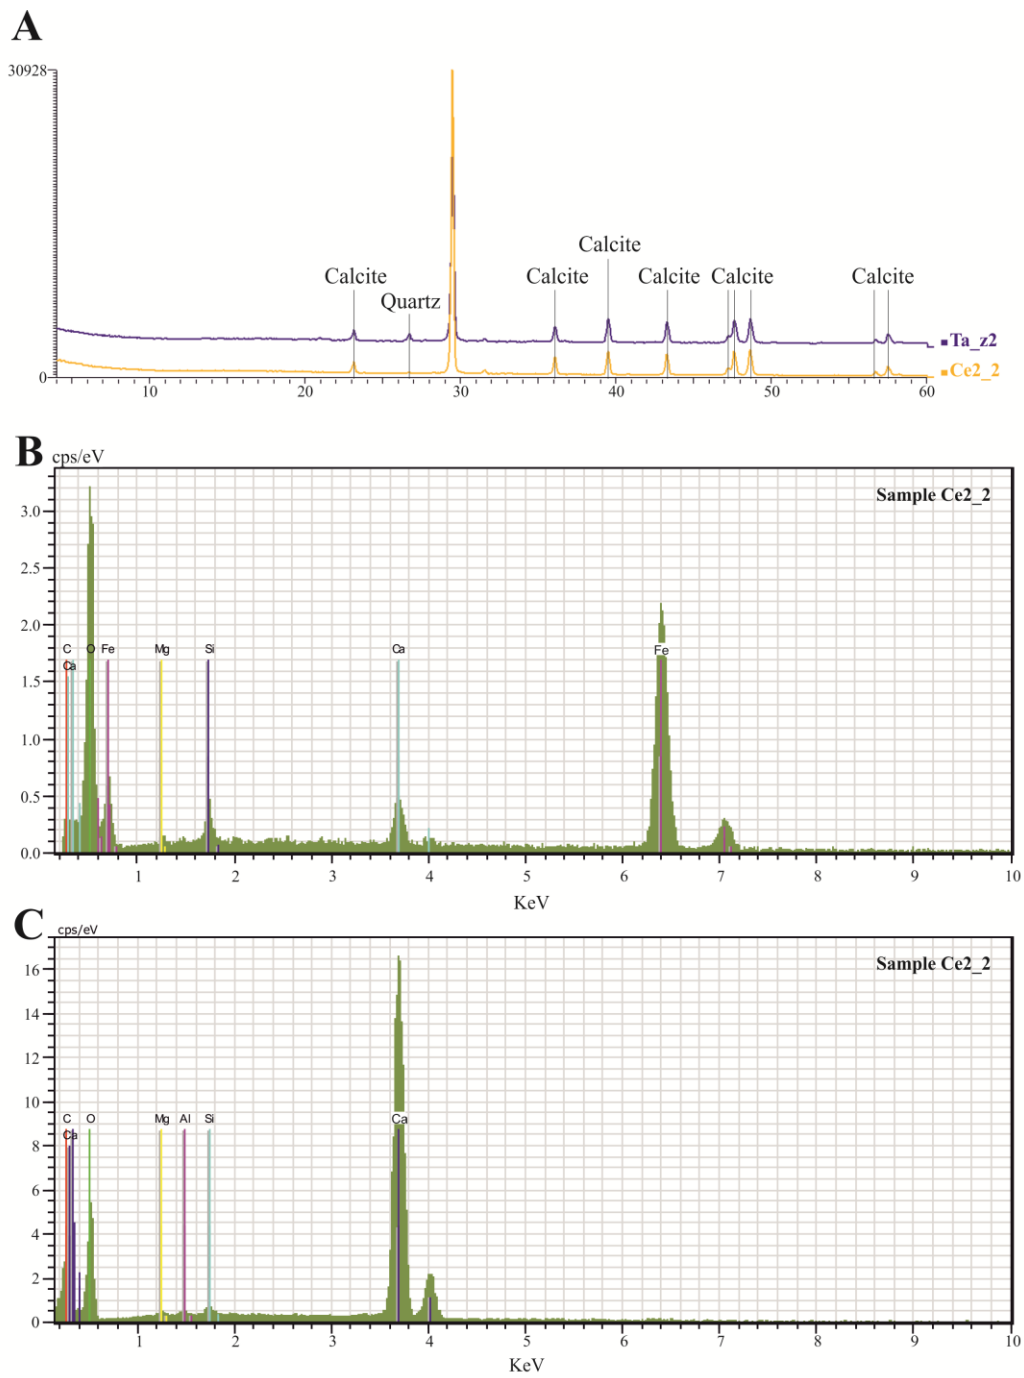 A
30928
Calcite
Calcite
Quartz
Calcite
Calcite
Calcite
Calcite
Ta_z2
Ce2_2
0
10
20
30
40
50
60
B
cps/eV
Sample Ce2_2
3.0
2.5
2.0
C
O
Fe
Mg
Si
Ca
Fe
Ca
1.5
1.0
0.5
0.0
1
2
3
4
5
6
7
8
9
10
KeV
C
cps/eV
Sample Ce2_2
16
14
12
10
C
O
Mg
Al
Si
Ca
Ca
8
6
4
2
0
1
2
3
4
5
6
7
8
9
10
KeV